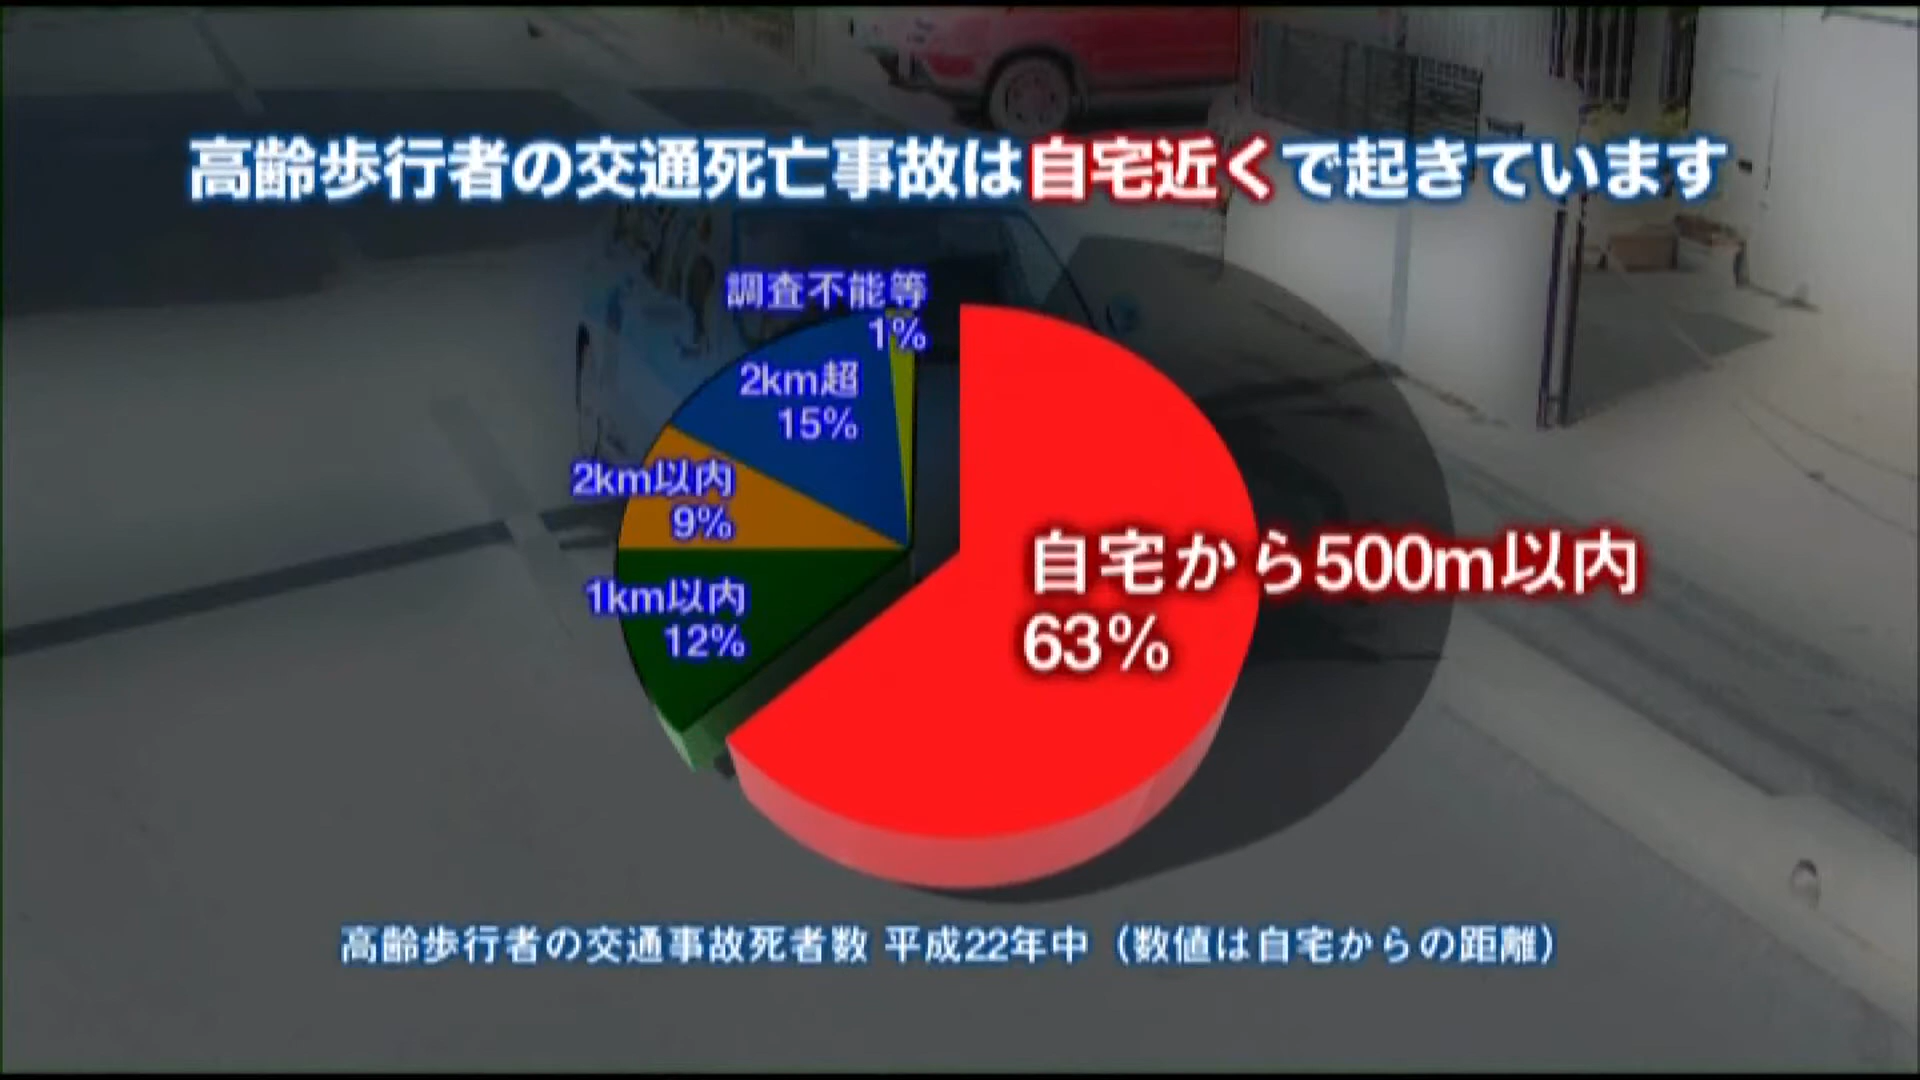 高齢歩行者の交通死亡事故は自宅近くで起きています
調査不能等
1%
2km超
15%
2km以内
9%
1km以内
12%
自宅から500m以内
63%
高齢歩行者の交通事故死者数 平成22年中（数値は自宅からの距離）